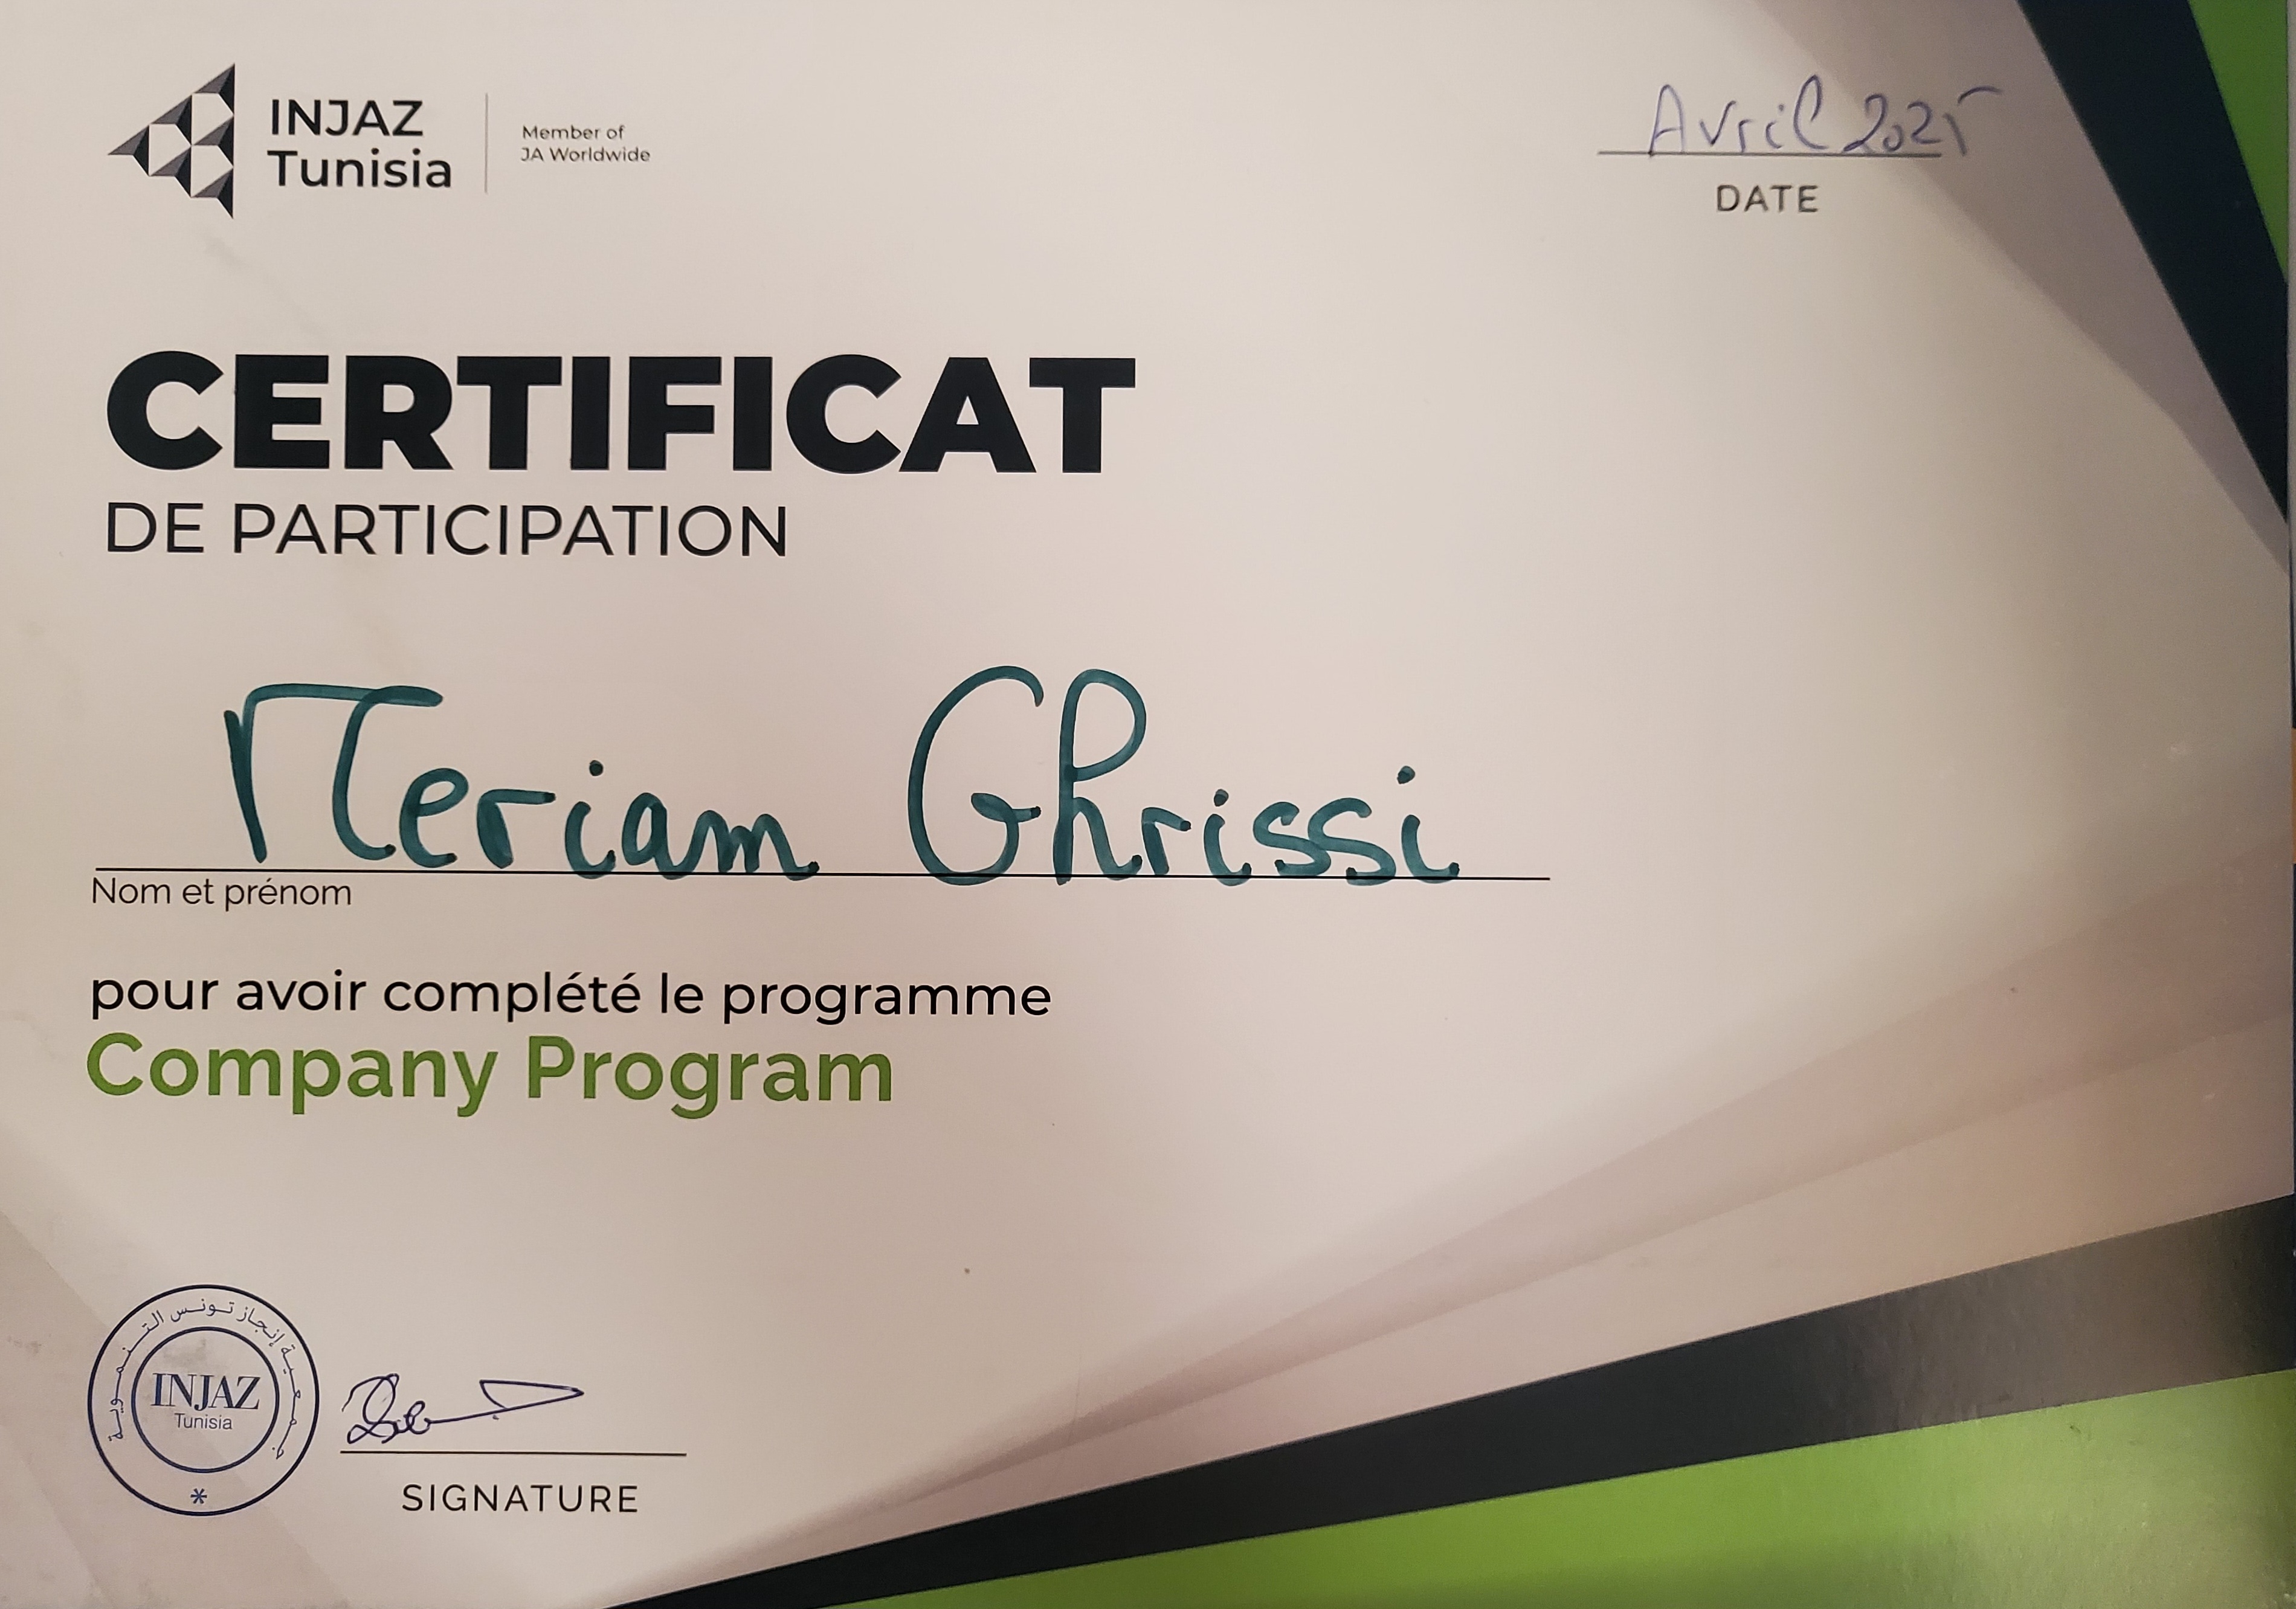 INJAZ
Tunisia
Member of
JA Worldwide
Avril 2025
DATE
CERTIFICAT
DE PARTICIPATION
Meriam Ghrissi
Nom et prénom
pour avoir complété le programme
Company Program
جمعية إنجاز تونس التنموية
INJAZ
Tunisia
*
SIGNATURE